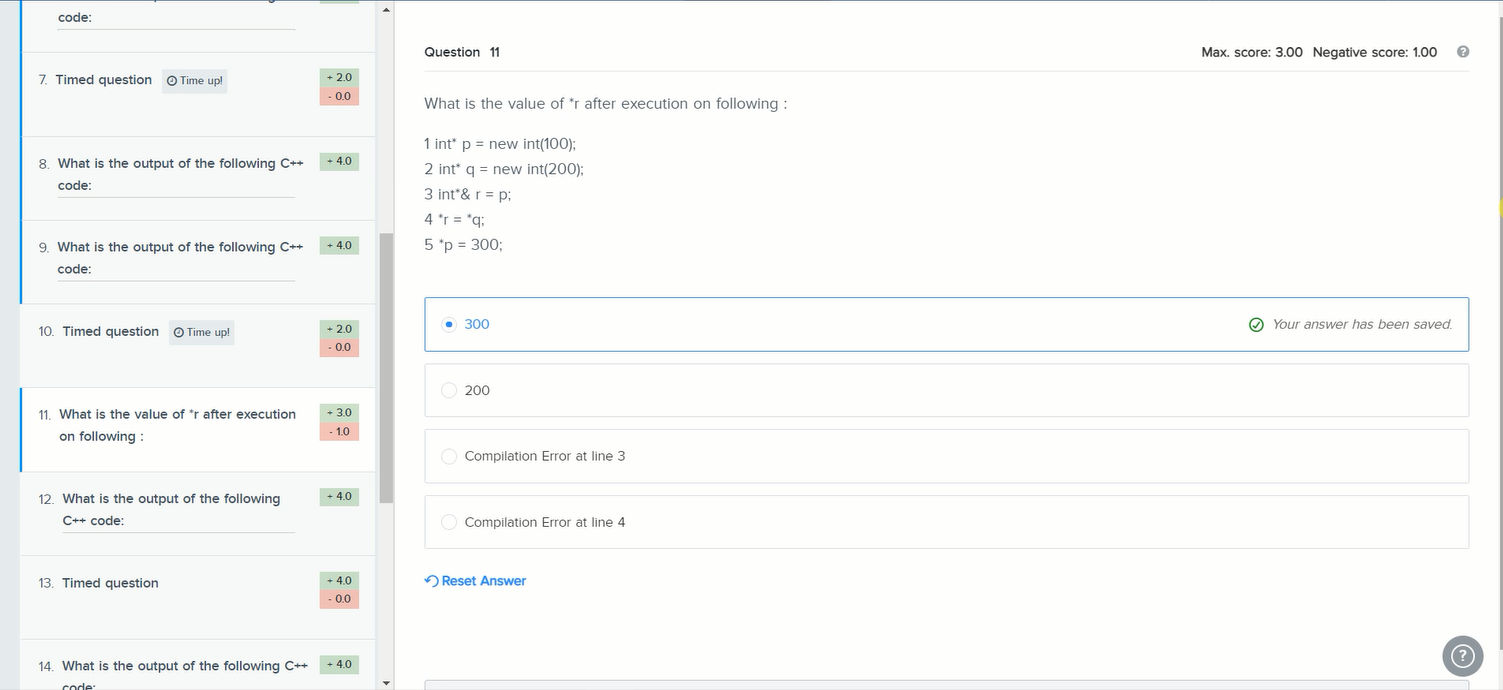 code:
7. Timed question Time up! + 2.0
- 0.0
8. What is the output of the following C++ + 4.0
code:
9. What is the output of the following C++ + 4.0
code:
10. Timed question Time up! + 2.0
- 0.0
11. What is the value of *r after execution + 3.0
on following : - 1.0
12. What is the output of the following + 4.0
C++ code:
13. Timed question + 4.0
- 0.0
14. What is the output of the following C++ + 4.0
code:
Question 11 Max. score: 3.00 Negative score: 1.00 ?
What is the value of *r after execution on following :
1 int* p = new int(100);
2 int* q = new int(200);
3 int*& r = p;
4 *r = *q;
5 *p = 300;
300 Your answer has been saved.
200
Compilation Error at line 3
Compilation Error at line 4
Reset Answer
?